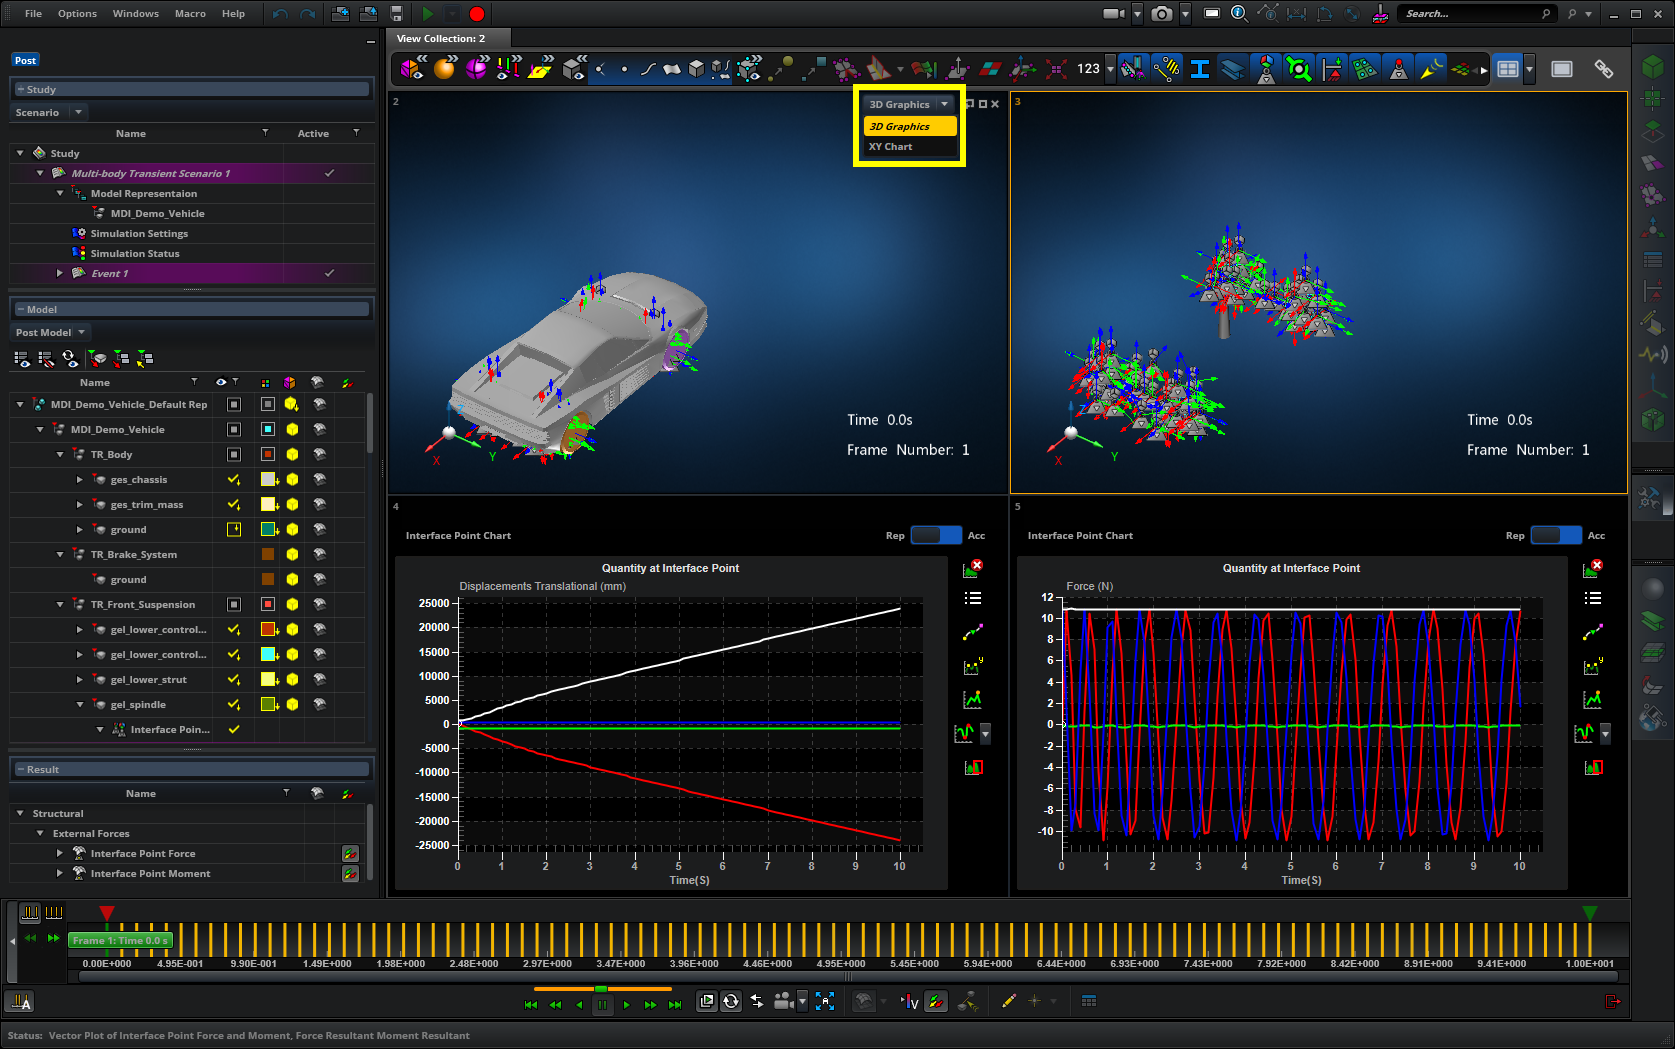 File Options Windows Macro Help
Search...
View Collection: 2
Post
Study
Scenario
Name Active
Study
Multi-body Transient Scenario 1
Model Representaion
MDI_Demo_Vehicle
Simulation Settings
Simulation Status
Event 1
Model
Post Model
Name
MDI_Demo_Vehicle_Default Rep
MDI_Demo_Vehicle
TR_Body
ges_chassis
ges_trim_mass
ground
TR_Brake_System
ground
TR_Front_Suspension
gel_lower_control...
gel_lower_control...
gel_lower_strut
gel_spindle
Interface Poin...
Result
Name
Structural
External Forces
Interface Point Force
Interface Point Moment
123
2
3D Graphics
3D Graphics
XY Chart
Time 0.0s
Frame Number: 1
X Y
3
Time 0.0s
Frame Number: 1
X Y
4
Interface Point Chart Rep Acc
Quantity at Interface Point
Displacements Translational (mm)
25000
20000
15000
10000
5000
0
-5000
-10000
-15000
-20000
-25000
0 1 2 3 4 5 6 7 8 9 10
Time(S)
y
5
Interface Point Chart Rep Acc
Quantity at Interface Point
Force (N)
12
10
8
6
4
2
0
-2
-4
-6
-8
-10
0 1 2 3 4 5 6 7 8 9 10
Time(S)
y
Frame 1: Time 0.0 s
0.00E+000 4.95E-001 9.90E-001 1.49E+000 1.98E+000 2.48E+000 2.97E+000 3.47E+000 3.96E+000 4.46E+000 4.95E+000 5.45E+000 5.94E+000 6.44E+000 6.93E+000 7.43E+000 7.92E+000 8.42E+000 8.91E+000 9.41E+000 1.00E+001
A
V
Status: Vector Plot of Interface Point Force and Moment, Force Resultant Moment Resultant